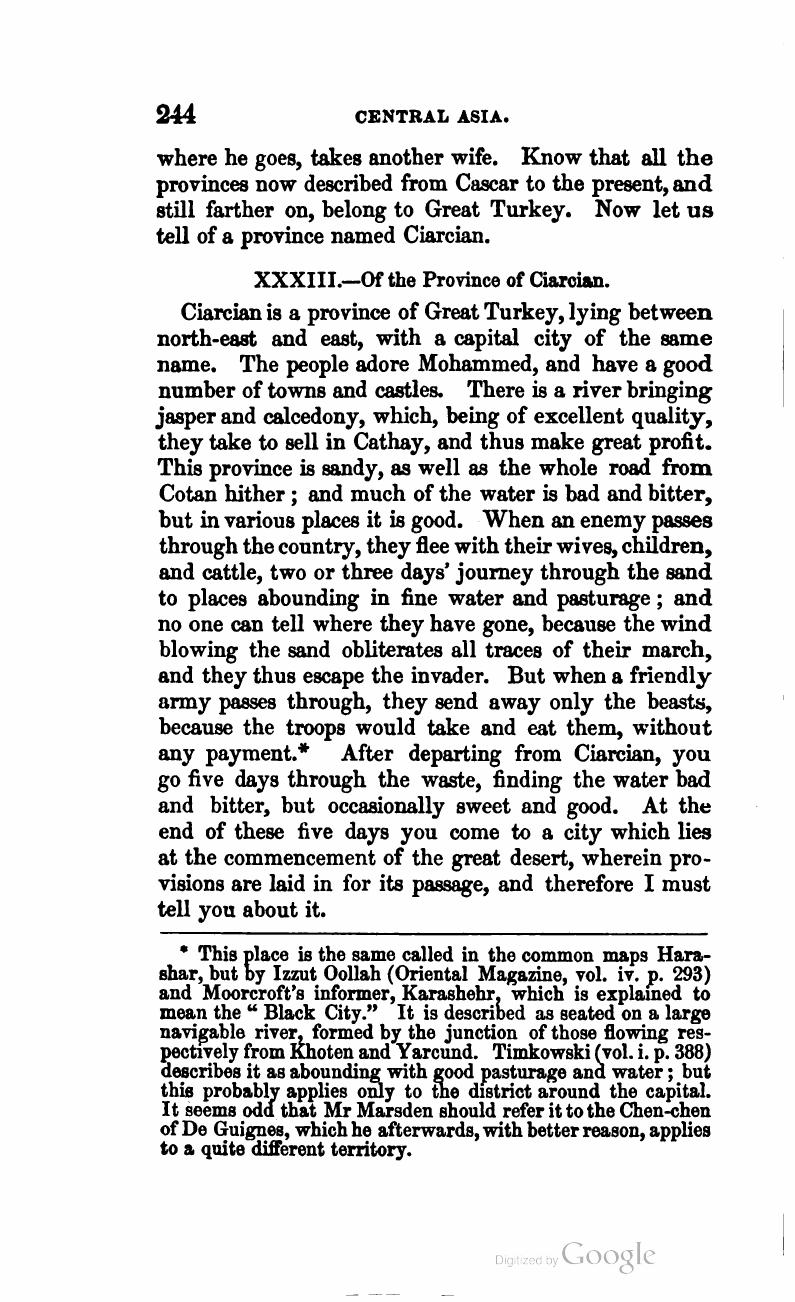 244 CENTRAL ASIA.
where he goes, takes another wife. Know that all the
provinces now described from Cascar to the present, and
still farther on, belong to Great Turkey. Now let us
tell of a province named Ciarcian.
XXXIII.—Of the Province of Ciarcian.
Ciarcian is a province of Great Turkey, lying between
north-east and east, with a capital city of the same
name. The people adore Mohammed, and have a good
number of towns and castles. There is a river bringing
jasper and calcedony, which, being of excellent quality,
they take to sell in Cathay, and thus make great profit.
This province is sandy, as well as the whole road from
Cotan hither; and much of the water is bad and bitter,
but in various places it is good. When an enemy passes
through the country, they flee with their wives, children,
and cattle, two or three days' journey through the sand
to places abounding in fine water and pasturage; and
no one can tell where they have gone, because the wind
blowing the sand obliterates all traces of their march,
and they thus escape the invader. But when a friendly
army passes through, they send away only the beasts,
because the troops would take and eat them, without
any payment.* After departing from Ciarcian, you
go five days through the waste, finding the water bad
and bitter, but occasionally sweet and good. At the
end of these five days you come to a city which lies
at the commencement of the great desert, wherein pro-
visions are laid in for its passage, and therefore I must
tell you about it.
* This place is the same called in the common maps Hara-
shar, but by Izzut Oollah (Oriental Magazine, vol. iv. p. 293)
and Moorcroft's informer, Karashehr, which is explained to
mean the “ Black City.” It is described as seated on a large
navigable river, formed by the junction of those flowing res-
pectively from Khoten and Yarcund. Timkowski (vol. i. p. 388)
describes it as abounding with good pasturage and water; but
this probably applies only to the district around the capital.
It seems odd that Mr Marsden should refer it to the Chen-chen
of De Guignes, which he afterwards, with better reason, applies
to a quite different territory.
Digitized by Google